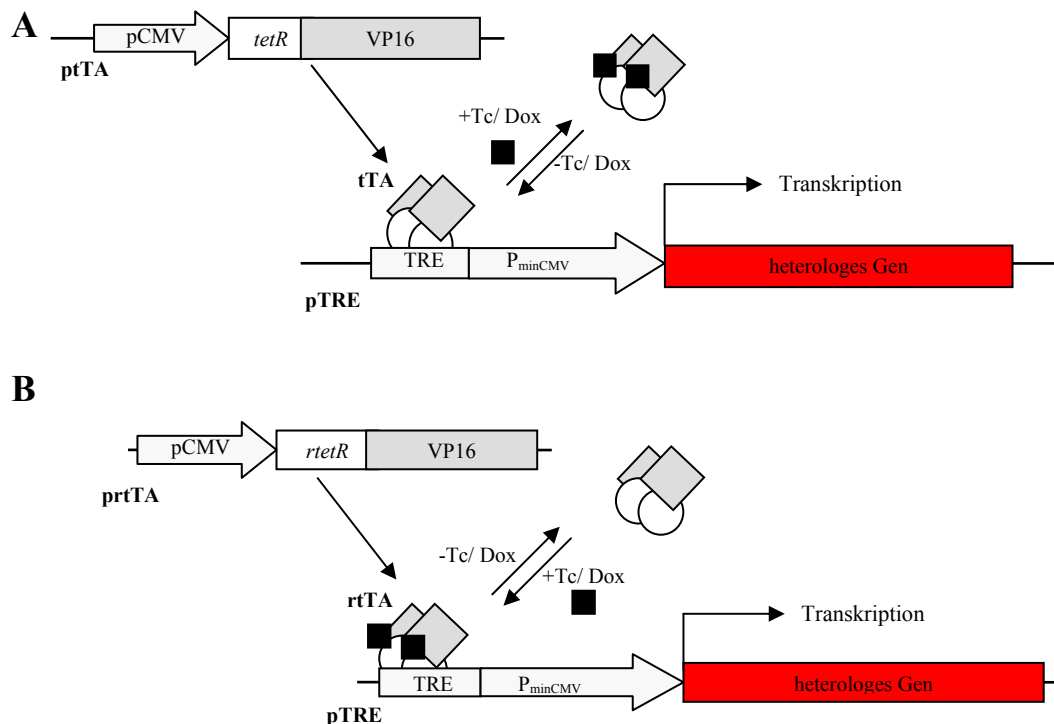 A
pCMV
tetR
VP16
ptTA
+Tc/ Dox
-Tc/ Dox
tTA
Transkription
TRE
PminCMV
heterologes Gen
pTRE
B
pCMV
rtetR
VP16
prtTA
-Tc/ Dox
+Tc/ Dox
rtTA
Transkription
TRE
PminCMV
heterologes Gen
pTRE